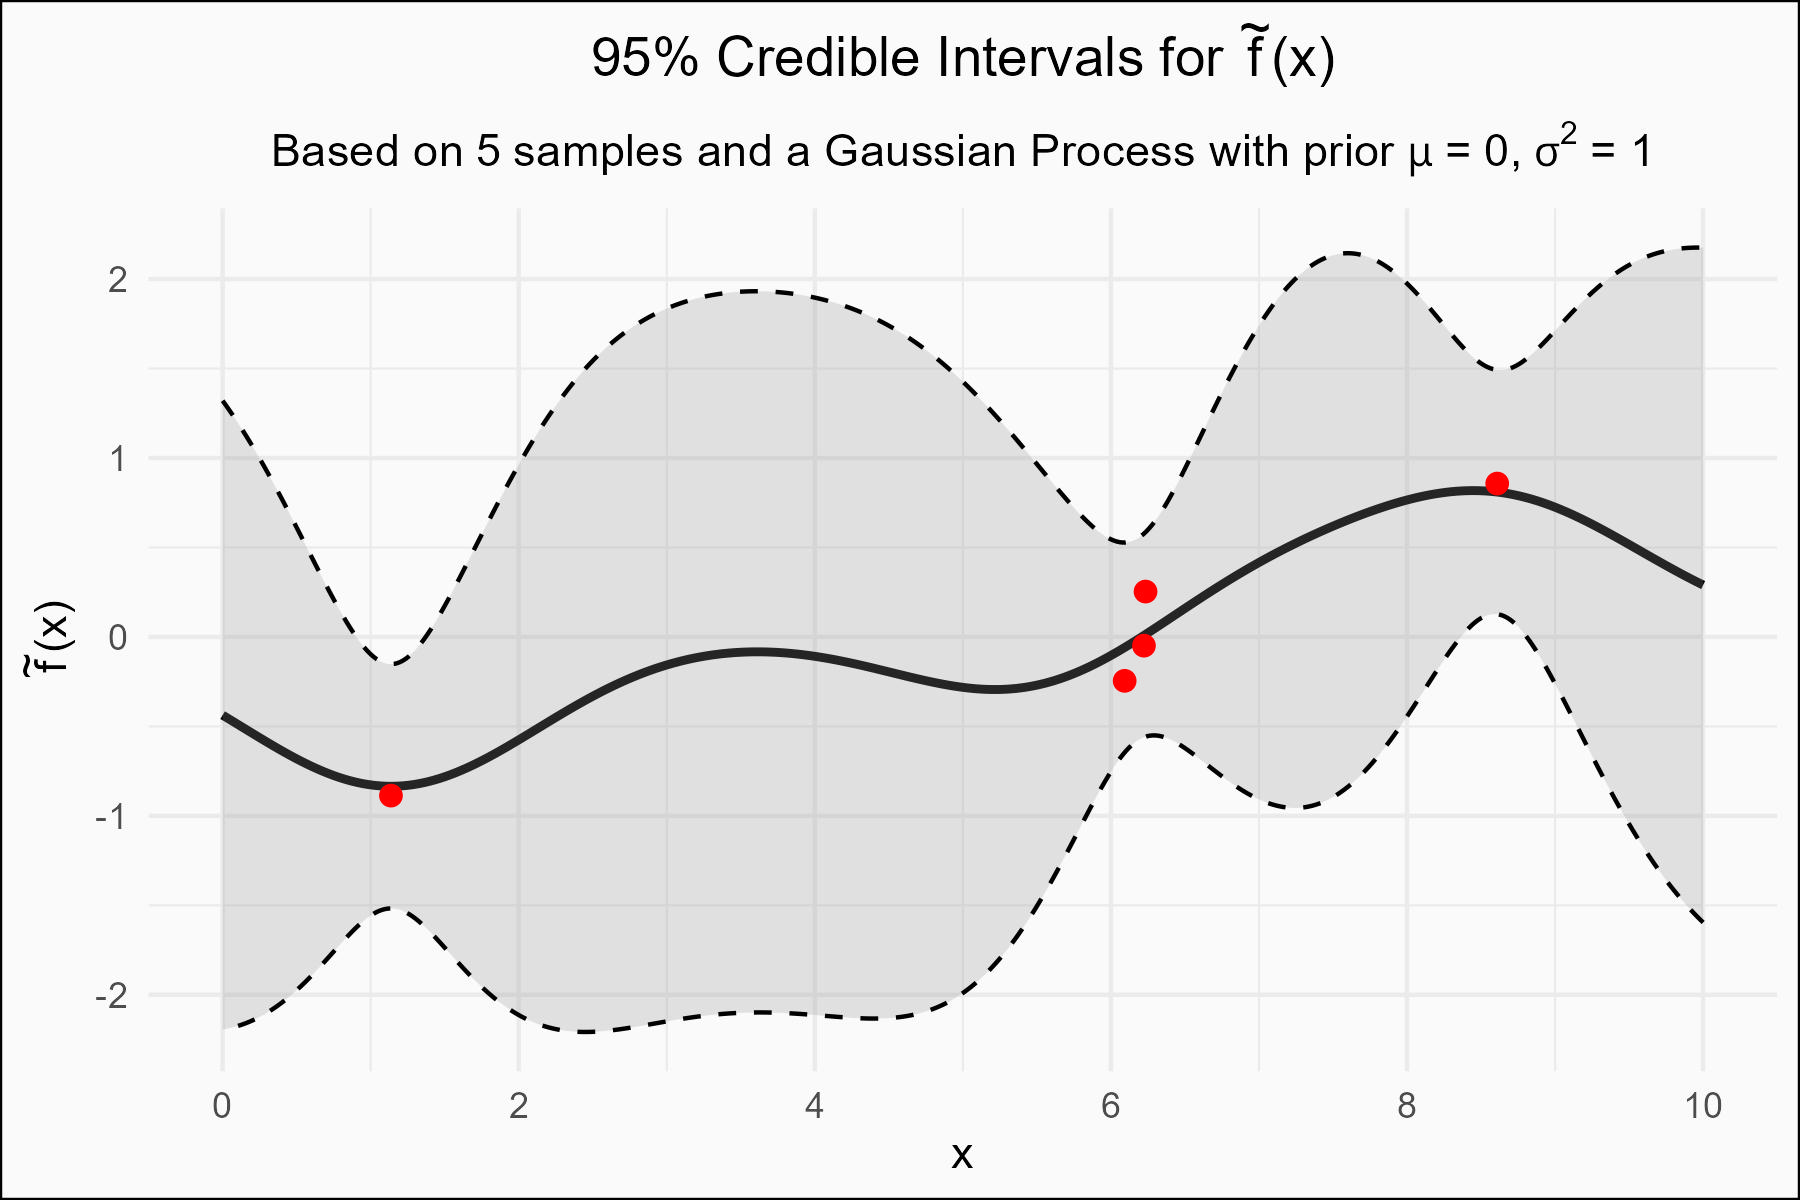 95% Credible Intervals for f̃(x)
Based on 5 samples and a Gaussian Process with prior μ = 0, σ² = 1
f̃(x)
2
1
0
-1
-2
0 2 4 6 8 10
x